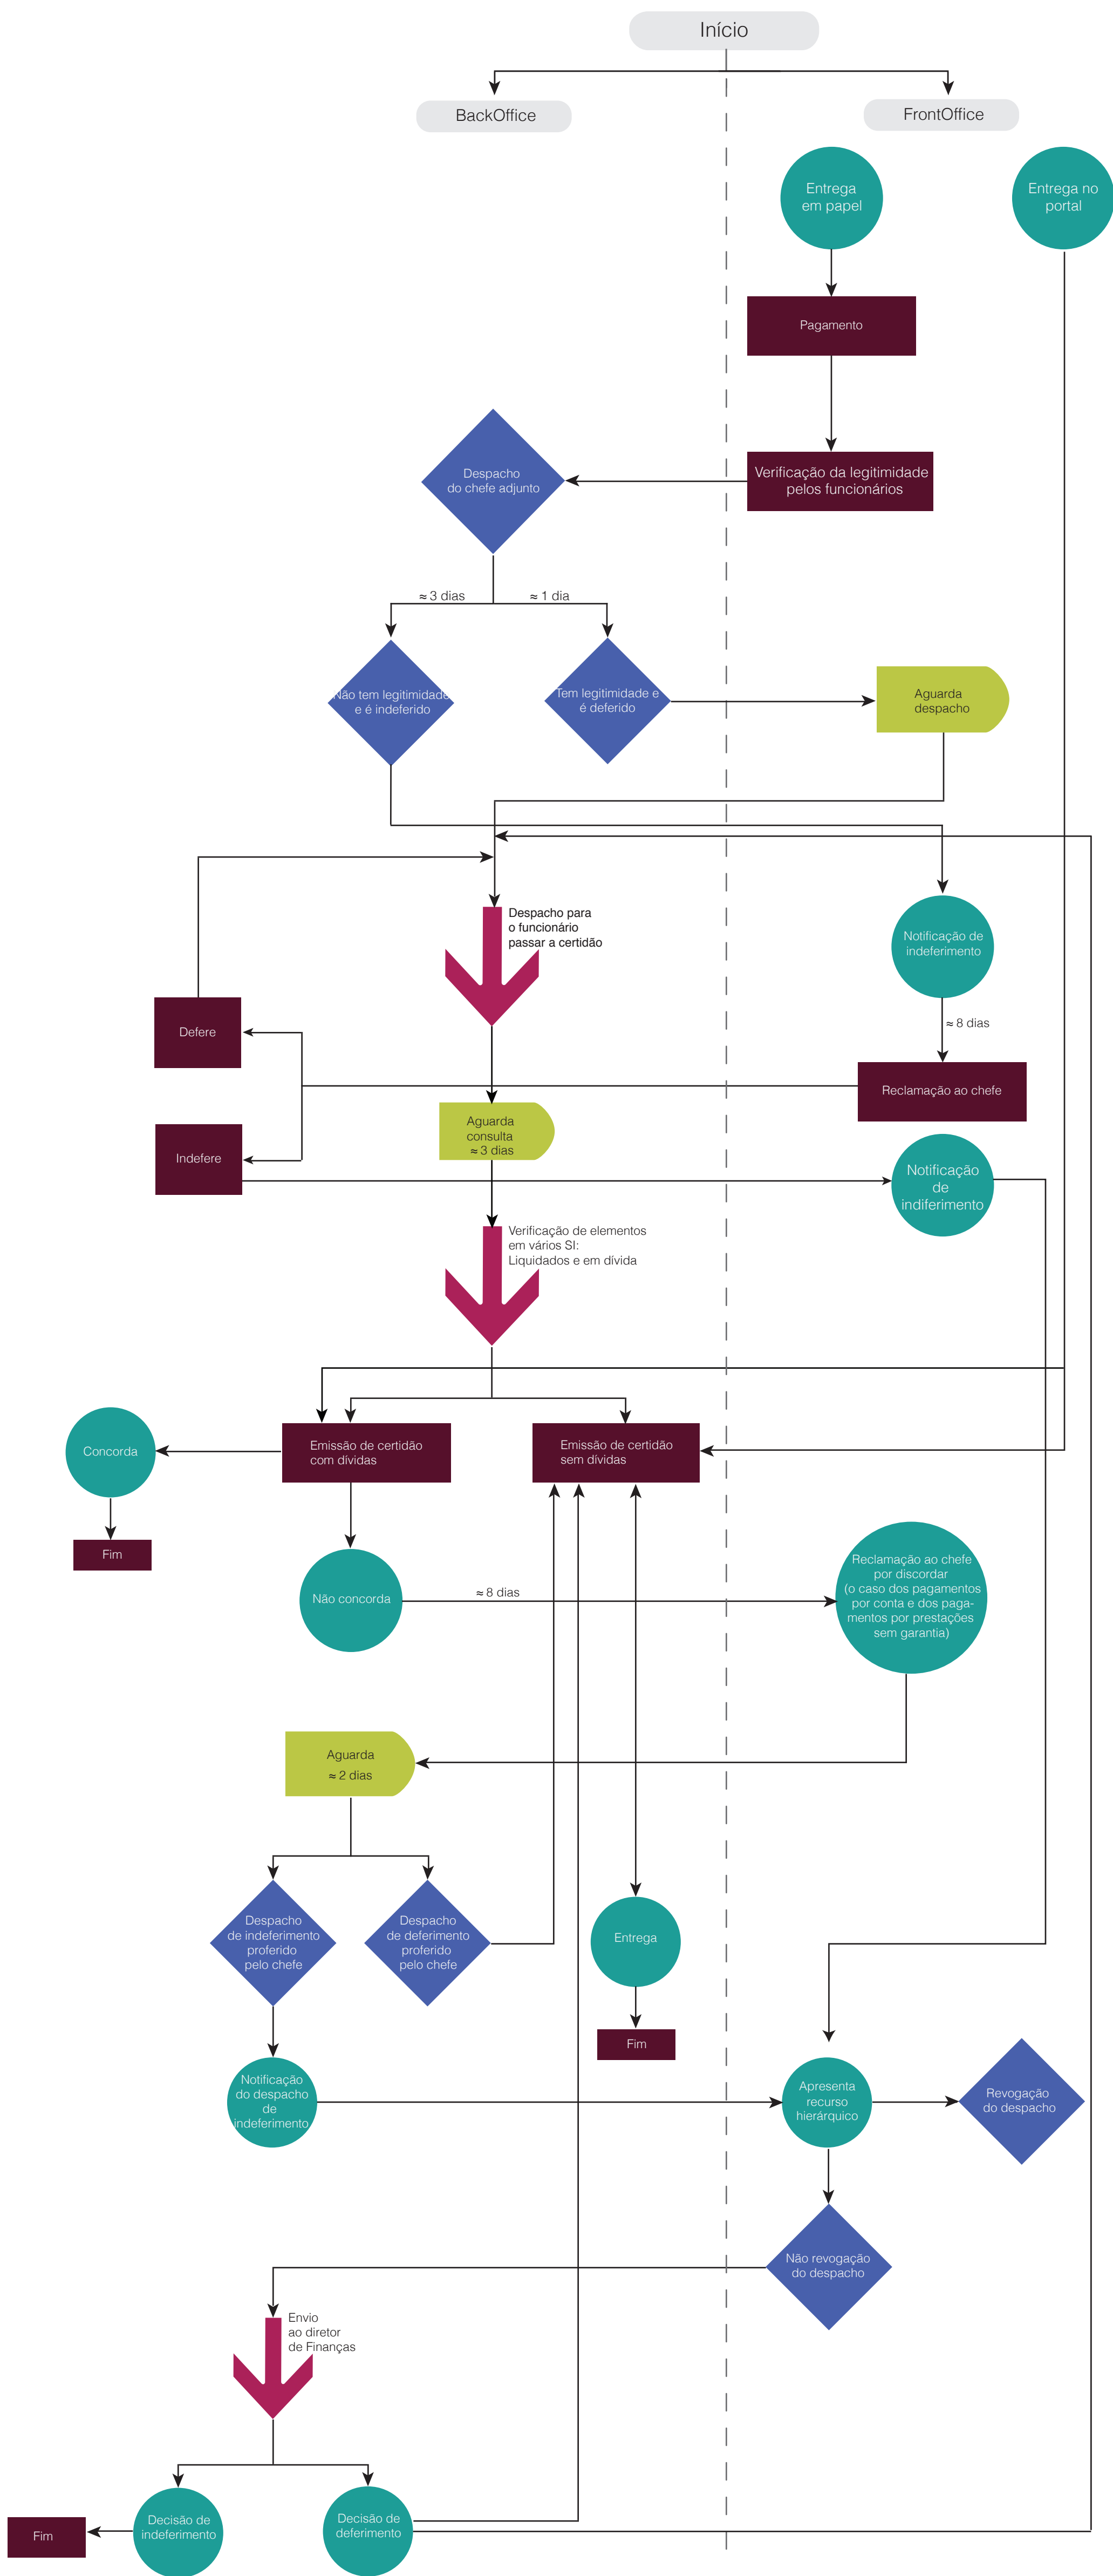 Início
BackOffice
FrontOffice
Entrega
em papel
Entrega no
portal
Pagamento
Verificação da legitimidade
pelos funcionários
Despacho
do chefe adjunto
≈ 3 dias
≈ 1 dia
Não tem legitimidade
e é indeferido
Tem legitimidade e
é deferido
Aguarda
despacho
Despacho para
o funcionário
passar a certidão
Notificação de
indeferimento
≈ 8 dias
Defere
Reclamação ao chefe
Aguarda
consulta
≈ 3 dias
Indefere
Notificação
de
indiferimento
Verificação de elementos
em vários SI:
Liquidados e em dívida
Concorda
Emissão de certidão
com dívidas
Emissão de certidão
sem dívidas
Fim
Não concorda
≈ 8 dias
Reclamação ao chefe
por discordar
(o caso dos pagamentos
por conta e dos paga-
mentos por prestações
sem garantia)
Aguarda
≈ 2 dias
Despacho
de indeferimento
proferido
pelo chefe
Despacho
de deferimento
proferido
pelo chefe
Entrega
Fim
Notificação
do despacho
de
indeferimento
Apresenta
recurso
hierárquico
Revogação
do despacho
Não revogação
do despacho
Envio
ao diretor
de Finanças
Fim
Decisão de
indeferimento
Decisão de
deferimento